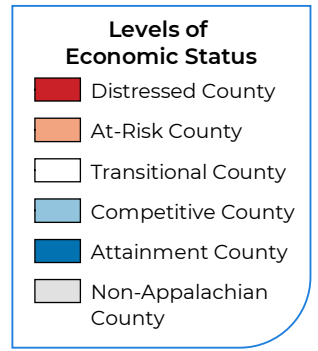 Levels of
Economic Status
Distressed County
At-Risk County
Transitional County
Competitive County
Attainment County
Non-Appalachian
County